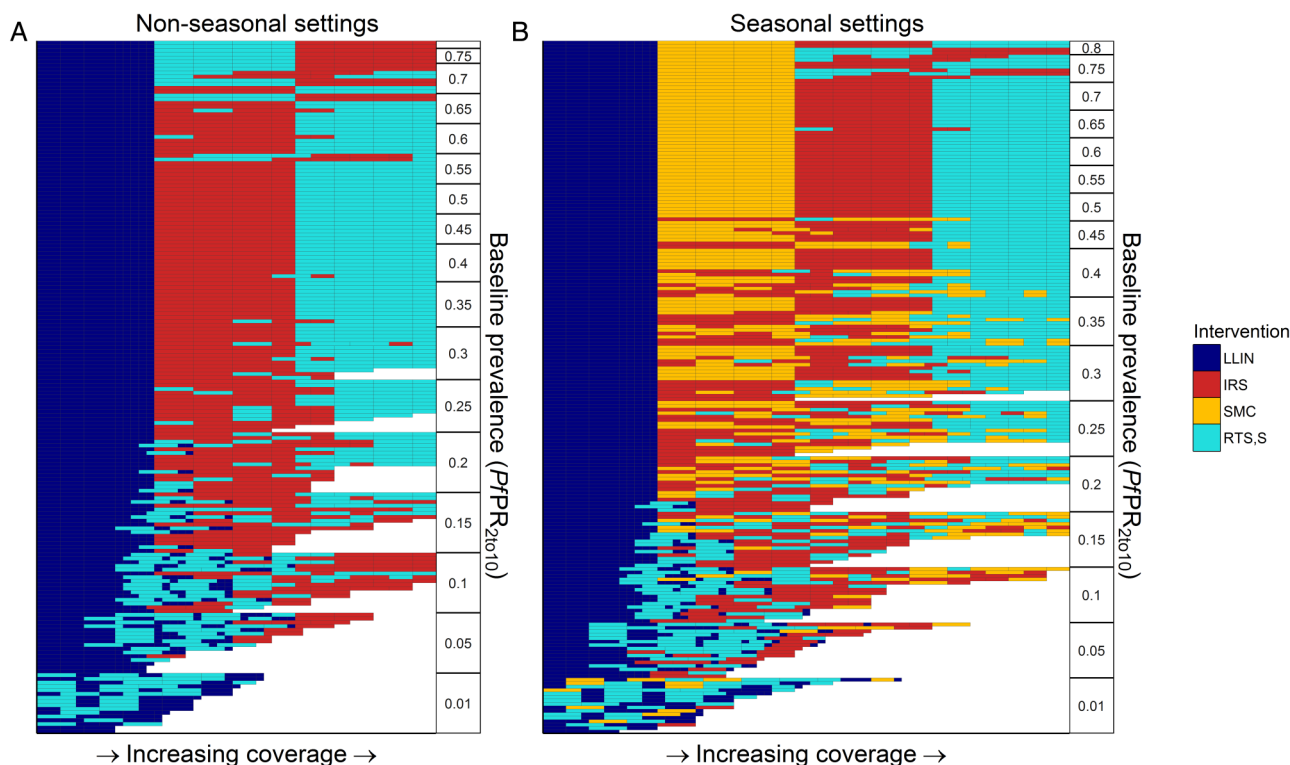 A
Non-seasonal settings
0.75
0.7
0.65
0.6
0.55
0.5
0.45
0.4
0.35
0.3
0.25
0.2
0.15
0.1
0.05
0.01
Baseline prevalence (PfPR2to10)
→ Increasing coverage →
B
Seasonal settings
0.8
0.75
0.7
0.65
0.6
0.55
0.5
0.45
0.4
0.35
0.3
0.25
0.2
0.15
0.1
0.05
0.01
Baseline prevalence (PfPR2to10)
→ Increasing coverage →
Intervention
LLIN
IRS
SMC
RTS,S